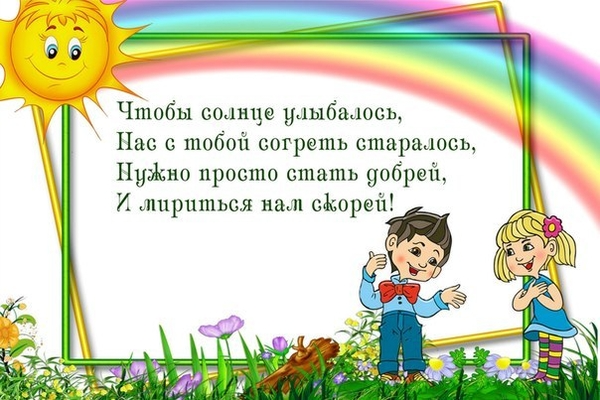 Чтобы солнце улыбалось,
Нас с тобой согреть старалось,
Нужно просто стать добрей,
И мириться нам скорей!